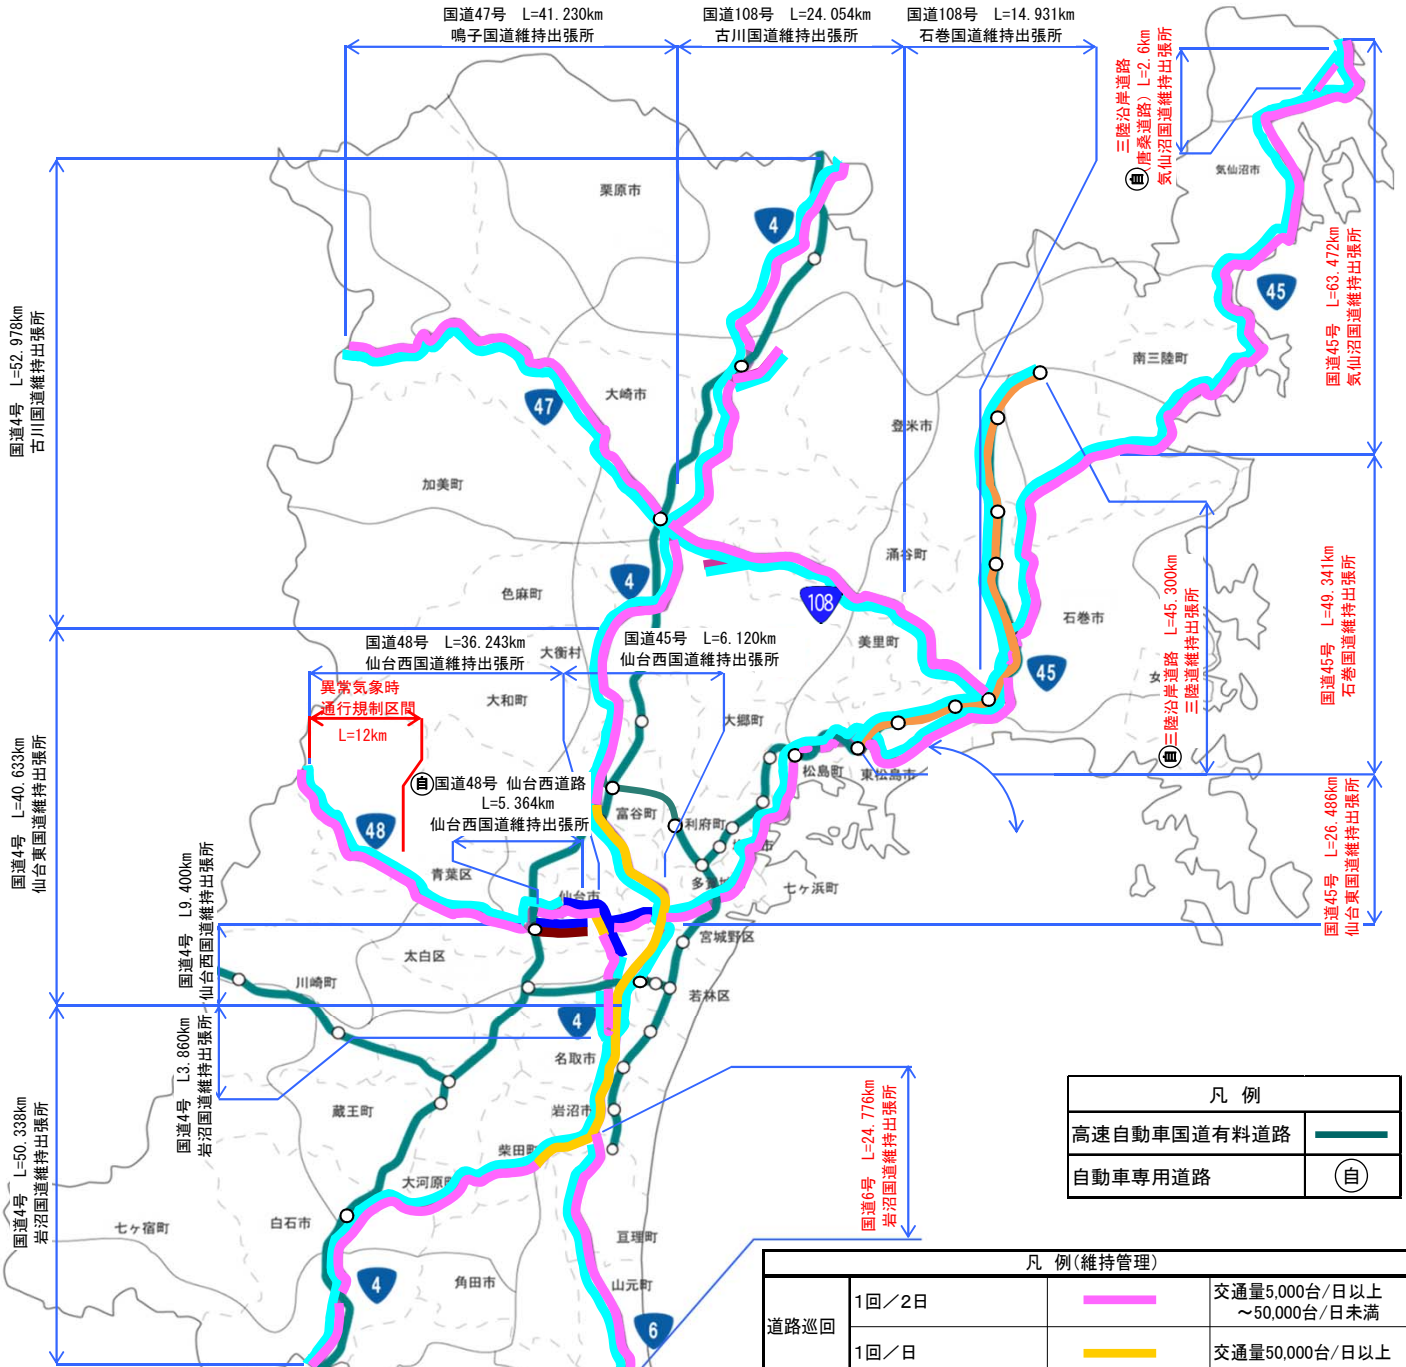 国道47号　L=41.230km
鳴子国道維持出張所
国道108号　L=24.054km
古川国道維持出張所
国道108号　L=14.931km
石巻国道維持出張所
三陸沿岸道路
(唐桑道路) L=2.6km
気仙沼国道維持出張所
自
国道45号　L=63.472km
気仙沼国道維持出張所
国道4号　L=52.978km
古川国道維持出張所
栗原市
気仙沼市
4
45
47
大崎市
南三陸町
登米市
加美町
涌谷町
色麻町
4
108
美里町
石巻市
45
女
国道45号　L=49.341km
石巻国道維持出張所
三陸沿岸道路　L=45.300km
三陸道維持出張所
自
国道48号　L=36.243km
仙台西国道維持出張所
国道45号　L=6.120km
仙台西国道維持出張所
大衡村
大和町
大郷町
異常気象時
通行規制区間
L=12km
自 国道48号 仙台西道路
L=5.364km
仙台西国道維持出張所
松島町
東松島市
富谷町
利府町
市
48
青葉区
仙台市
七ヶ浜町
国道4号　L=40.633km
仙台東国道維持出張所
国道45号　L=26.486km
仙台東国道維持出張所
国道4号　L9.400km
仙台西国道維持出張所
宮城野区
太白区
川崎町
若林区
4
名取市
国道4号　L3.860km
岩沼国道維持出張所
国道4号　L=50.338km
岩沼国道維持出張所
蔵王町
岩沼市
柴田町
大河原町
国道6号　L=24.776km
岩沼国道維持出張所
七ヶ宿町
白石市
亘理町
4
角田市
山元町
6
凡 例
高速自動車国道有料道路
自動車専用道路
自
凡 例(維持管理)
道路巡回
1回／2日
交通量5,000台/日以上
～50,000台/日未満
1回／日
交通量50,000台/日以上